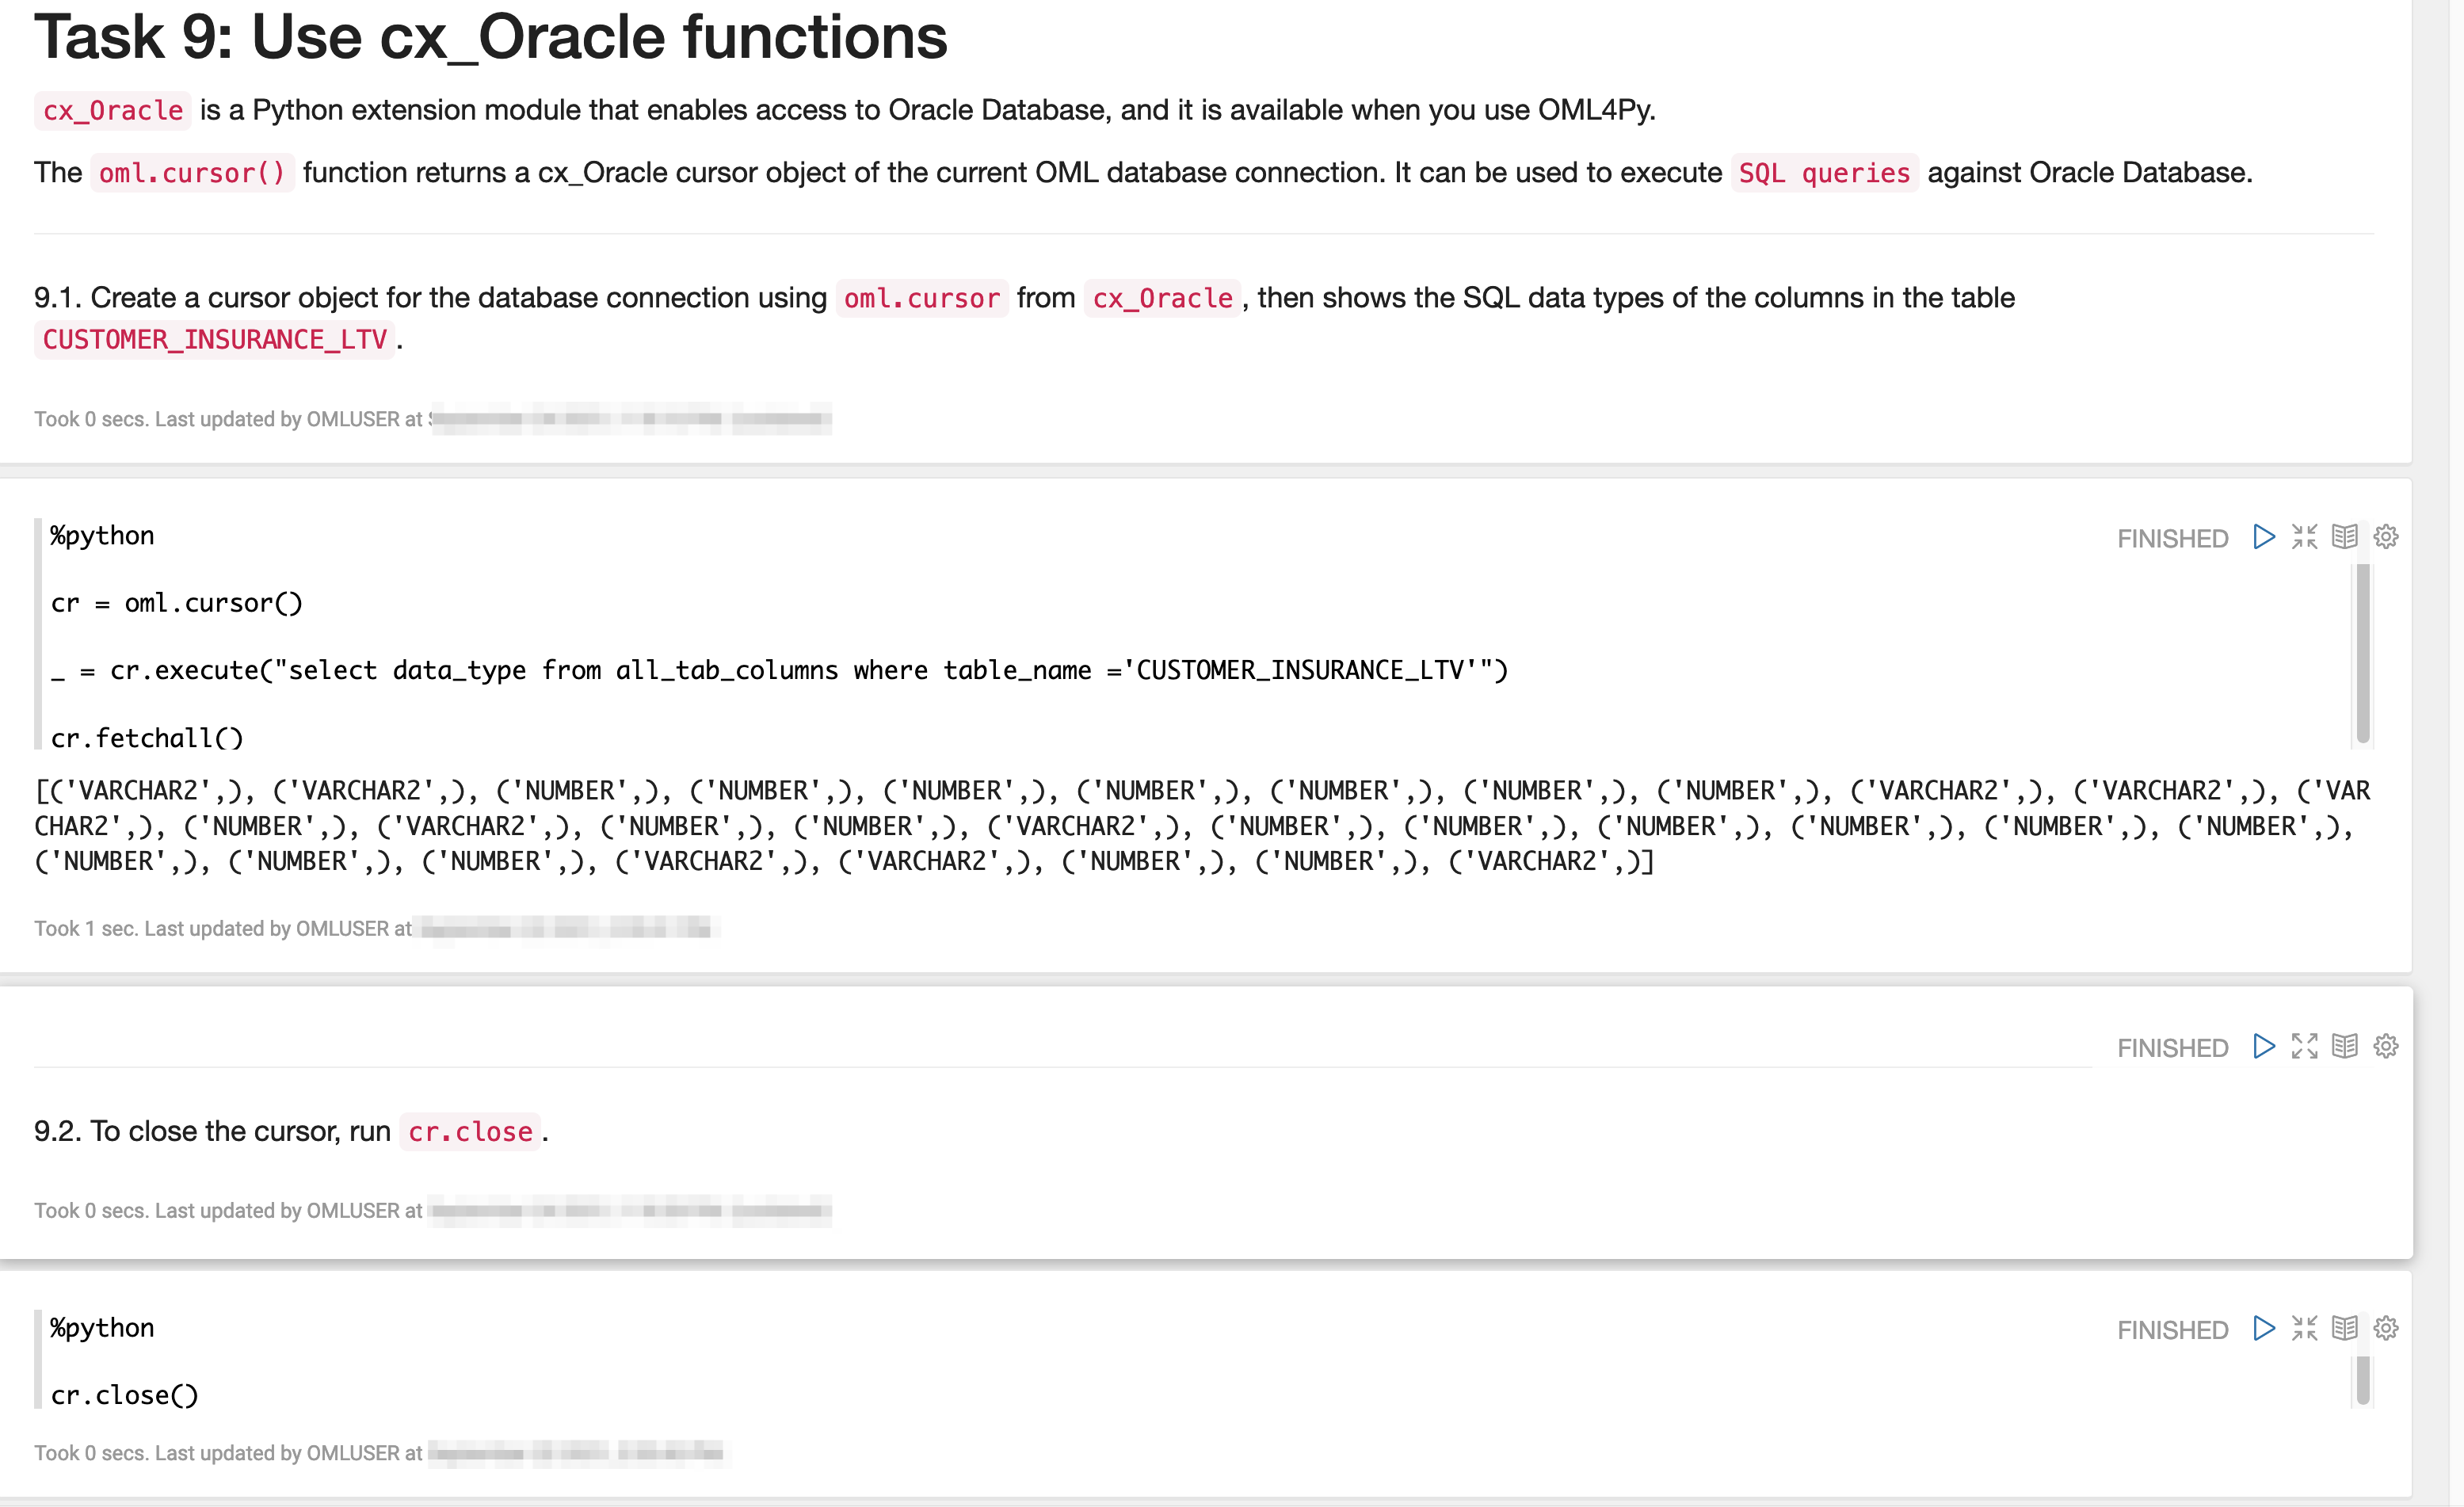 Task 9: Use cx_Oracle functions
cx_Oracle is a Python extension module that enables access to Oracle Database, and it is available when you use OML4Py.
The oml.cursor() function returns a cx_Oracle cursor object of the current OML database connection. It can be used to execute SQL queries against Oracle Database.
9.1. Create a cursor object for the database connection using oml.cursor from cx_Oracle, then shows the SQL data types of the columns in the table
CUSTOMER_INSURANCE_LTV.
Took 0 secs. Last updated by OMLUSER at
%python
FINISHED
cr = oml.cursor()
_ = cr.execute("select data_type from all_tab_columns where table_name ='CUSTOMER_INSURANCE_LTV'")
cr.fetchall()
[('VARCHAR2',), ('VARCHAR2',), ('NUMBER',), ('NUMBER',), ('NUMBER',), ('NUMBER',), ('NUMBER',), ('NUMBER',), ('NUMBER',), ('VARCHAR2',), ('VARCHAR2',), ('VAR
CHAR2',), ('NUMBER',), ('VARCHAR2',), ('NUMBER',), ('NUMBER',), ('VARCHAR2',), ('NUMBER',), ('NUMBER',), ('NUMBER',), ('NUMBER',), ('NUMBER',), ('NUMBER',),
('NUMBER',), ('NUMBER',), ('NUMBER',), ('VARCHAR2',), ('VARCHAR2',), ('NUMBER',), ('NUMBER',), ('VARCHAR2',)]
Took 1 sec. Last updated by OMLUSER at
FINISHED
9.2. To close the cursor, run cr.close.
Took 0 secs. Last updated by OMLUSER at
%python
FINISHED
cr.close()
Took 0 secs. Last updated by OMLUSER at